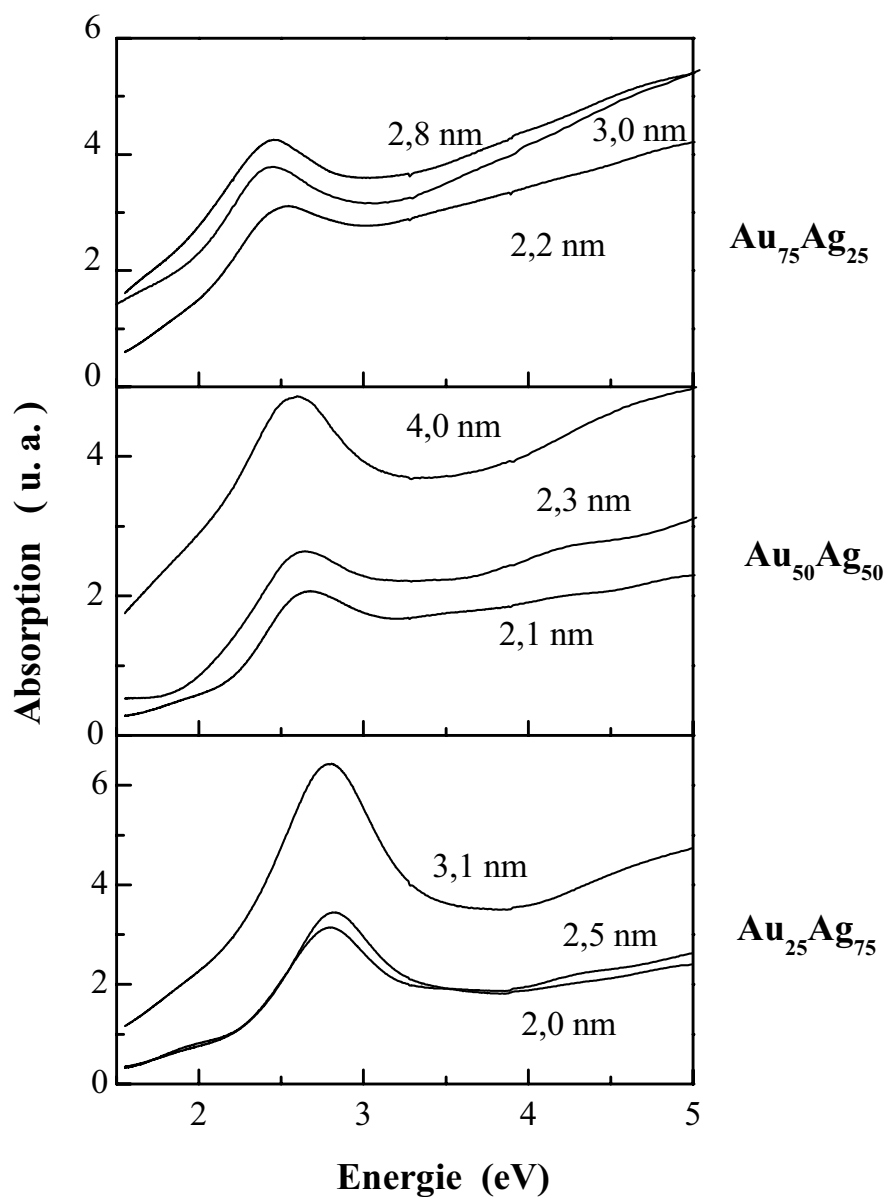 6
4
2
0
2,8 nm
3,0 nm
2,2 nm
Au75Ag25
4
2
0
4,0 nm
2,3 nm
2,1 nm
Au50Ag50
6
4
2
0
3,1 nm
2,5 nm
2,0 nm
Au25Ag75
2 3 4 5
Energie (eV)
Absorption ( u. a. )